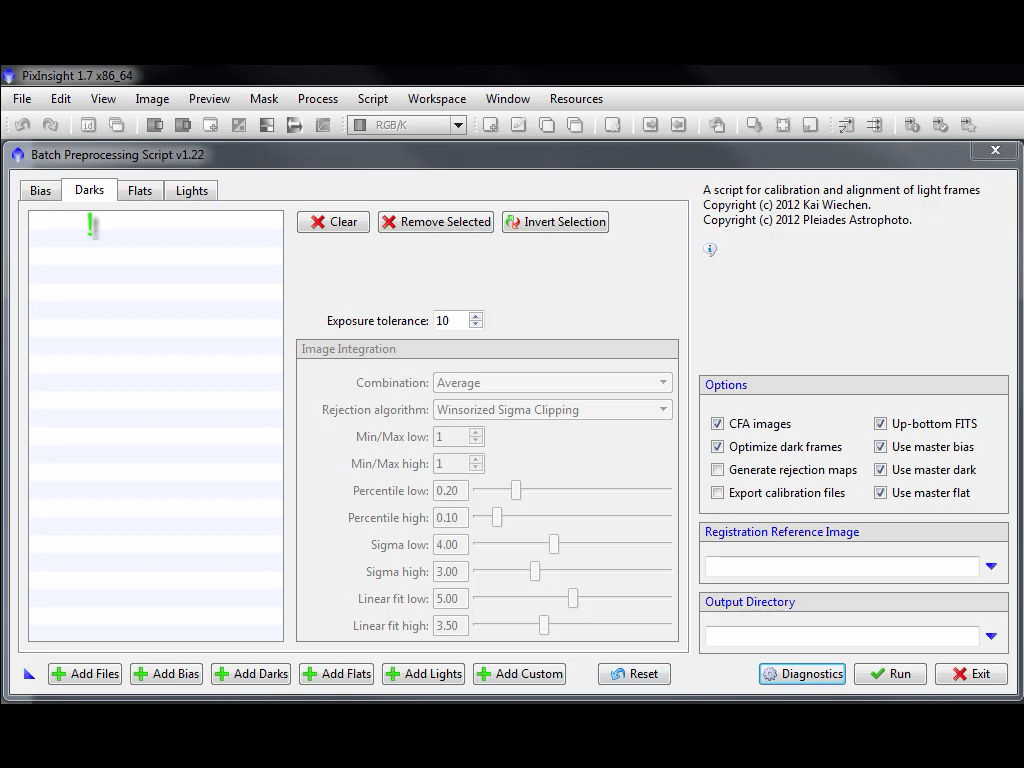 PixInsight 1.7 x86_64
File Edit View Image Preview Mask Process Script Workspace Window Resources
id RGB/K
Batch Preprocessing Script v1.22 X
Bias Darks Flats Lights
!
Clear Remove Selected Invert Selection
Exposure tolerance: 10
Image Integration
Combination: Average
Rejection algorithm: Winsorized Sigma Clipping
Min/Max low: 1
Min/Max high: 1
Percentile low: 0.20
Percentile high: 0.10
Sigma low: 4.00
Sigma high: 3.00
Linear fit low: 5.00
Linear fit high: 3.50
A script for calibration and alignment of light frames
Copyright (c) 2012 Kai Wiechen.
Copyright (c) 2012 Pleiades Astrophoto.
Options
CFA images Up-bottom FITS
Optimize dark frames Use master bias
Generate rejection maps Use master dark
Export calibration files Use master flat
Registration Reference Image
Output Directory
Add Files Add Bias Add Darks Add Flats Add Lights Add Custom Reset Diagnostics Run Exit